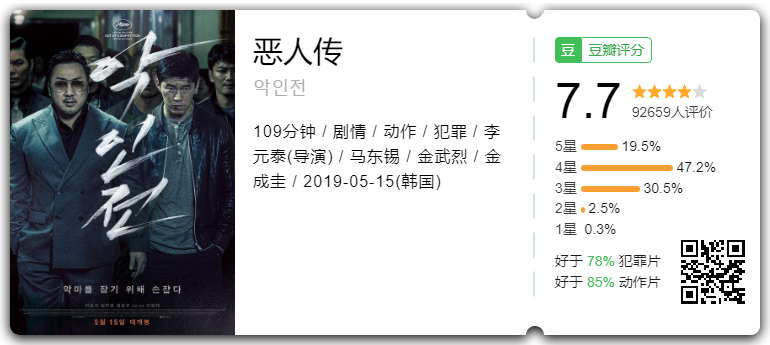 악인전
악마를 잡기 위해 손잡다
5월 15일 대개봉
恶人传
악인전
109分钟 / 剧情 / 动作 / 犯罪 / 李
元泰(导演) / 马东锡 / 金武烈 / 金
成圭 / 2019-05-15(韩国)
豆 豆瓣评分
7.7
92659人评价
5星 19.5%
4星 47.2%
3星 30.5%
2星 2.5%
1星 0.3%
好于 78% 犯罪片
好于 85% 动作片